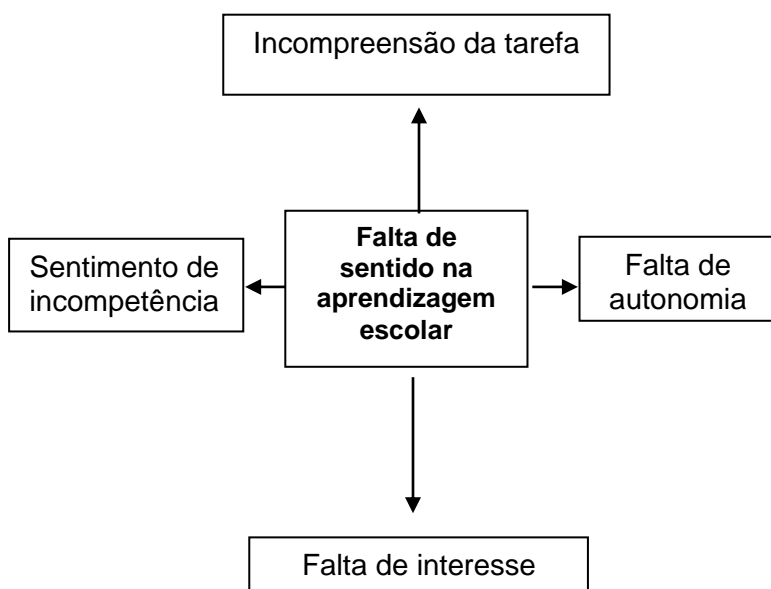 Incompreensão da tarefa
Falta de
sentido na
aprendizagem
escolar
Sentimento de
incompetência
Falta de
autonomia
Falta de interesse